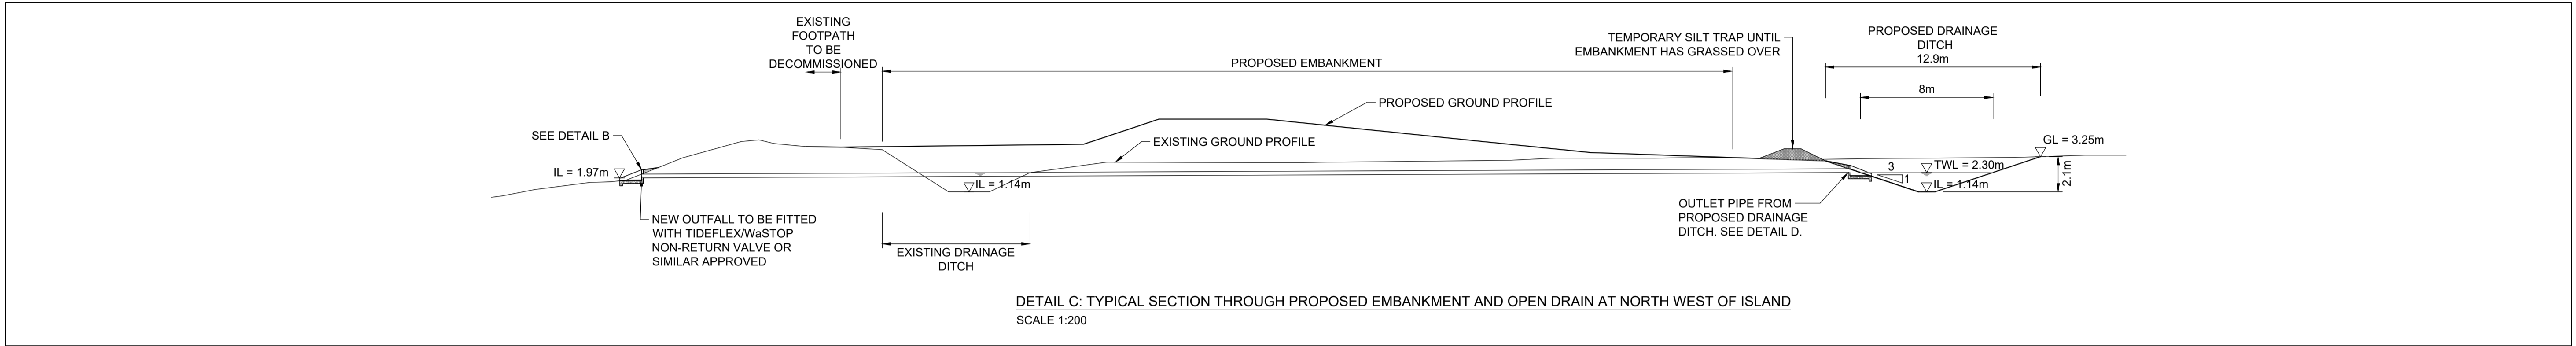 EXISTING
FOOTPATH
TO BE
DECOMMISSIONED
PROPOSED EMBANKMENT
TEMPORARY SILT TRAP UNTIL
EMBANKMENT HAS GRASSED OVER
PROPOSED DRAINAGE
DITCH
12.9m
8m
PROPOSED GROUND PROFILE
SEE DETAIL B
EXISTING GROUND PROFILE
GL = 3.25m
IL = 1.97m
3
1
TWL = 2.30m
2.1m
IL = 1.14m
IL = 1.14m
NEW OUTFALL TO BE FITTED
WITH TIDEFLEX/WaSTOP
NON-RETURN VALVE OR
SIMILAR APPROVED
EXISTING DRAINAGE
DITCH
OUTLET PIPE FROM
PROPOSED DRAINAGE
DITCH. SEE DETAIL D.
DETAIL C: TYPICAL SECTION THROUGH PROPOSED EMBANKMENT AND OPEN DRAIN AT NORTH WEST OF ISLAND
SCALE 1:200